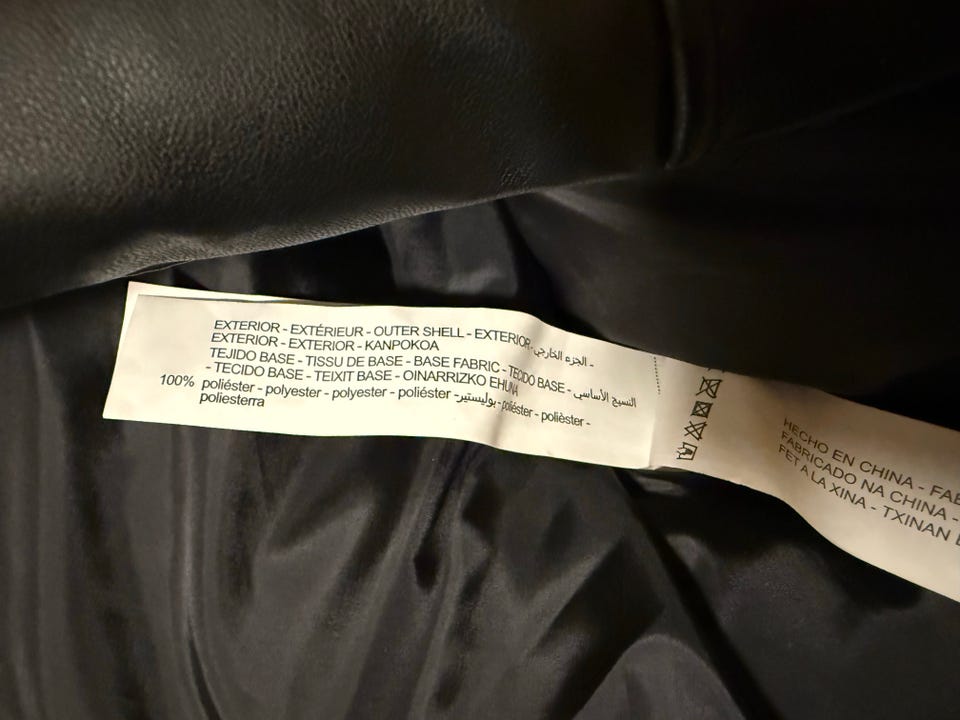 EXTERIOR - EXTÉRIEUR - OUTER SHELL - EXTERIOR - الجزء الخارجي -
EXTERIOR - EXTERIOR - KANPOKOA
TEJIDO BASE - TISSU DE BASE - BASE FABRIC - TECIDO BASE - النسيج الأساسي
- TECIDO BASE - TEIXIT BASE - OINARRIZKO EHUNA
100% poliéster - polyester - polyester - poliéster - بوليستير - poliéster - polièster -
poliesterra
HECHO EN CHINA - FAB
FABRICADO NA CHINA -
FET A LA XINA - TXINAN